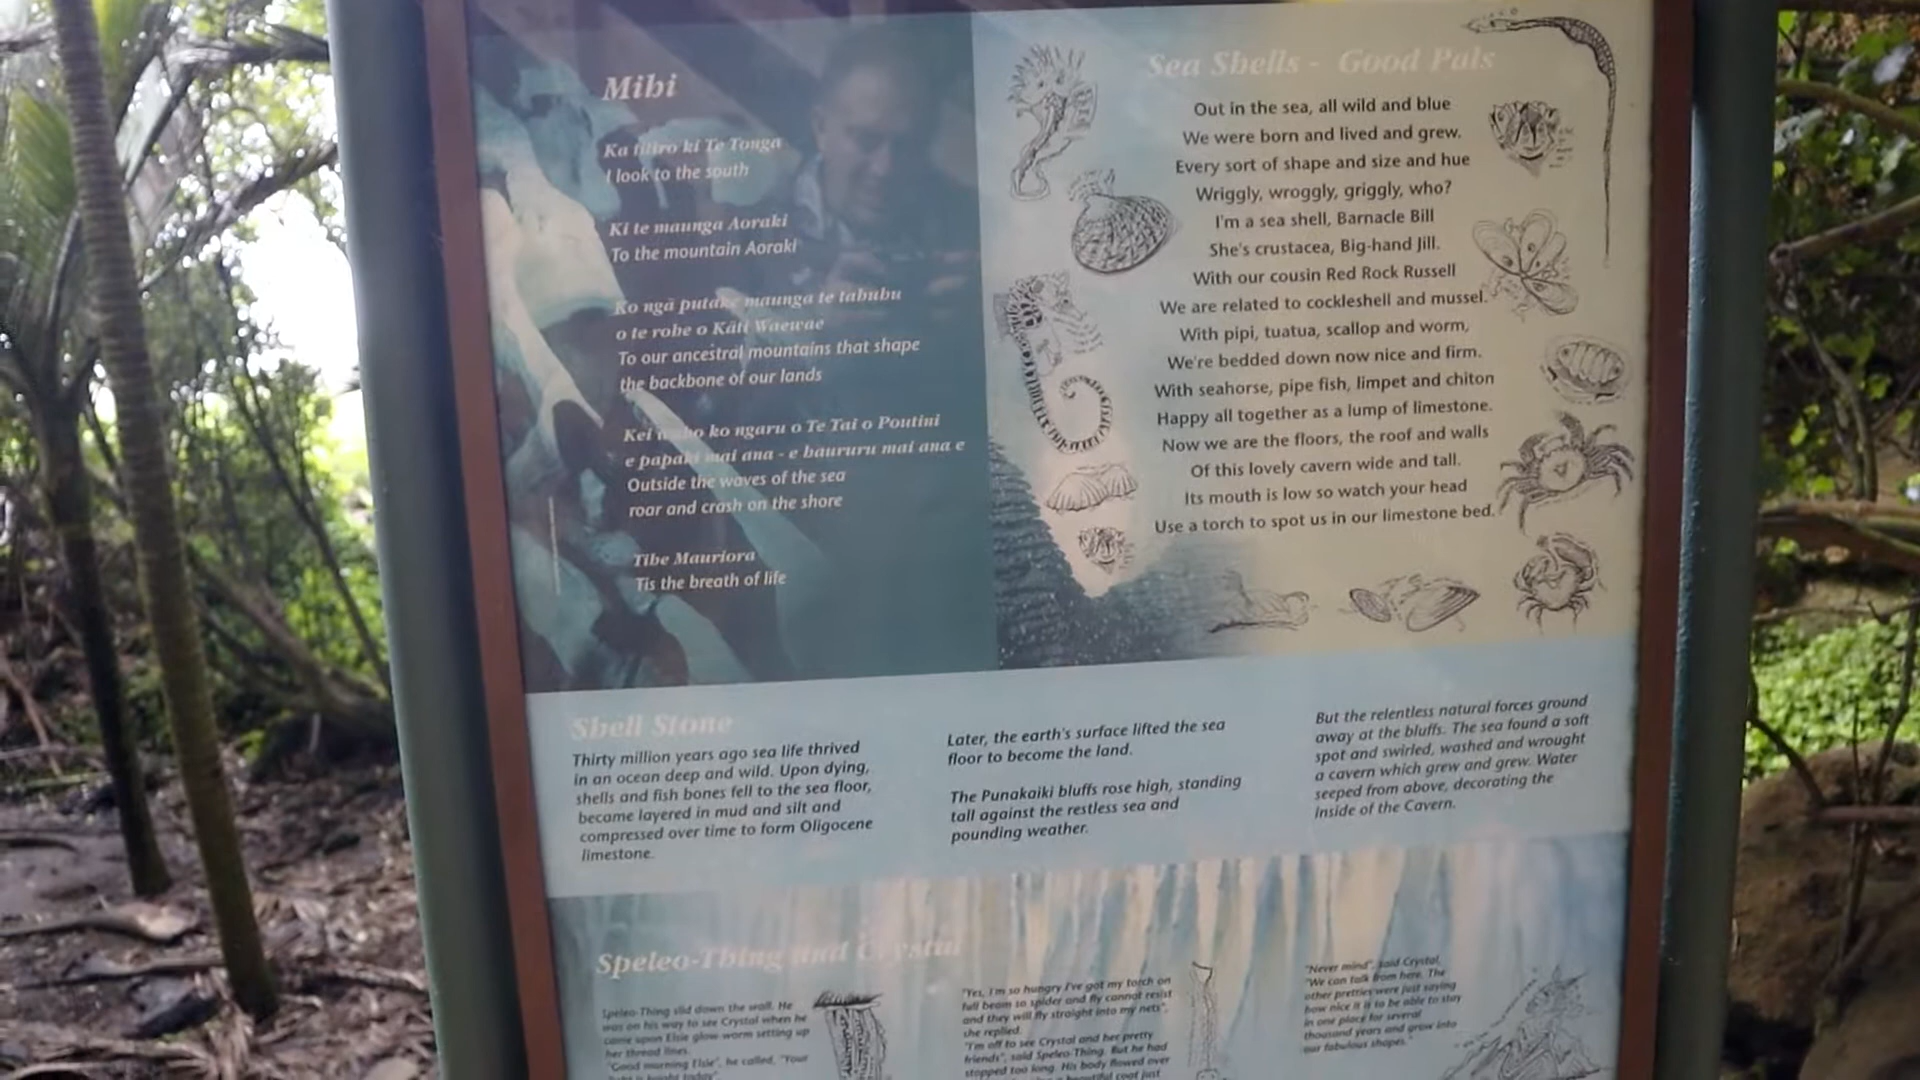 Mihi
Ka titiro ki Te Tonga
I look to the south
Ki te maunga Aoraki
To the mountain Aoraki
Ko ngā putake maunga te tahuhu
o te rohe o Kāti Waewae
To our ancestral mountains that shape
the backbone of our lands
Kei waho ko ngaru o Te Tai o Poutini
e papaki mai ana - e haururu mai ana e
Outside the waves of the sea
roar and crash on the shore
Tihe Mauriora
Tis the breath of life
Sea Shells - Good Pals
Out in the sea, all wild and blue
We were born and lived and grew.
Every sort of shape and size and hue
Wriggly, wroggly, griggly, who?
I'm a sea shell, Barnacle Bill
She's crustacea, Big-hand Jill.
With our cousin Red Rock Russell
We are related to cockleshell and mussel.
With pipi, tuatua, scallop and worm,
We're bedded down now nice and firm.
With seahorse, pipe fish, limpet and chiton
Happy all together as a lump of limestone.
Now we are the floors, the roof and walls
Of this lovely cavern wide and tall.
Its mouth is low so watch your head
Use a torch to spot us in our limestone bed.
Shell Stone
Thirty million years ago sea life thrived
in an ocean deep and wild. Upon dying,
shells and fish bones fell to the sea floor,
became layered in mud and silt and
compressed over time to form Oligocene
limestone.
Later, the earth's surface lifted the sea
floor to become the land.
The Punakaiki bluffs rose high, standing
tall against the restless sea and
pounding weather.
But the relentless natural forces ground
away at the bluffs. The sea found a soft
spot and swirled, washed and wrought
a cavern which grew and grew. Water
seeped from above, decorating the
inside of the Cavern.
Speleo-Thing and Crystal
Speleo-Thing slid down the wall. He
was on his way to see Crystal when he
came upon Elsie glow worm setting up
her thread lines.
"Good morning Elsie", he called, "Your
light is bright today".
"Yes, I'm so hungry I've got my torch on
full beam so spider and fly cannot resist
and they will fly straight into my nets",
she replied.
"I'm off to see Crystal and her pretty
friends", said Speleo-Thing. But he had
stopped too long. His body flowed over
a beautiful coat just
"Never mind", said Crystal,
"We can talk from here. The
other pretties were just saying
how nice it is to be able to stay
in one place for several
thousand years and grow into
our fabulous shapes."